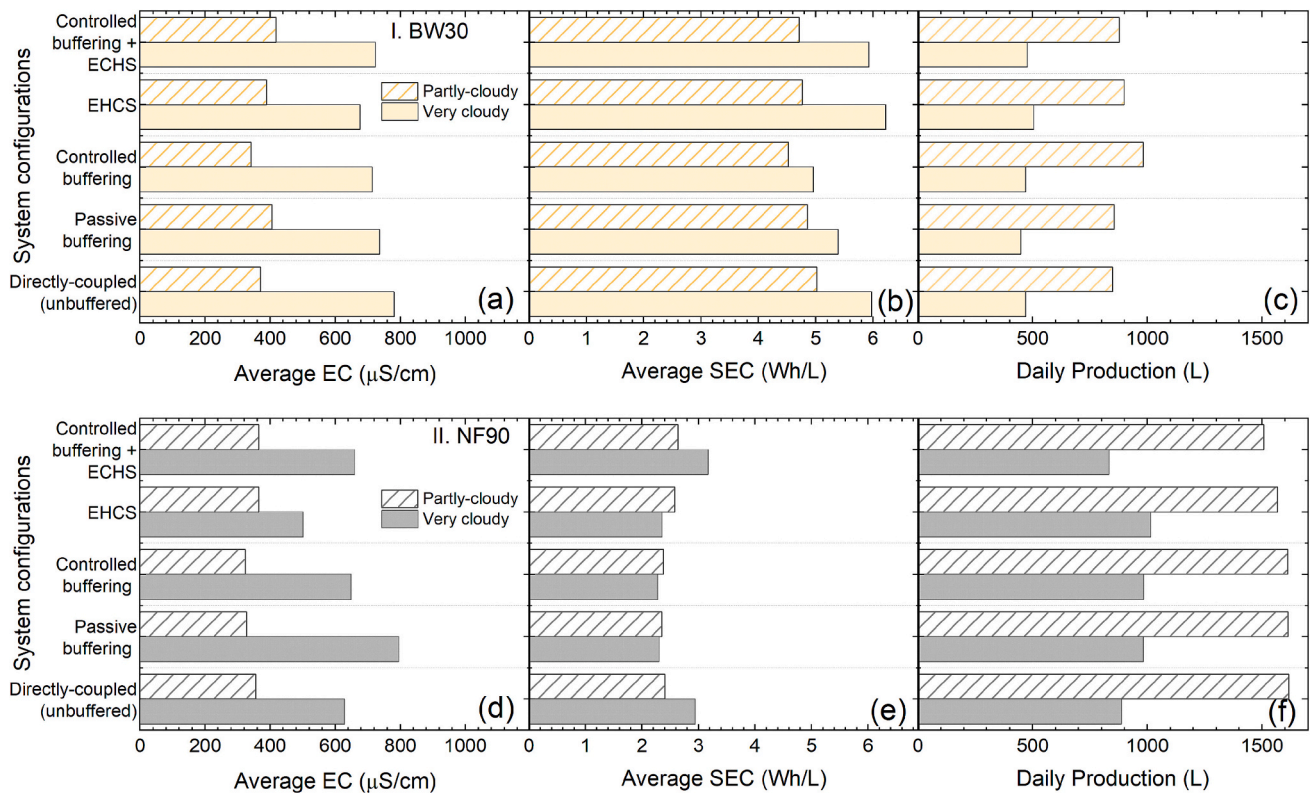 System configurations
Controlled
buffering +
ECHS
EHCS
Controlled
buffering
Passive
buffering
Directly-coupled
(unbuffered)
I. BW30
Partly-cloudy
Very cloudy
(a)
(b)
(c)
0 200 400 600 800 1000
0 1 2 3 4 5 6
0 500 1000 1500
Average EC (μS/cm)
Average SEC (Wh/L)
Daily Production (L)
System configurations
Controlled
buffering +
ECHS
EHCS
Controlled
buffering
Passive
buffering
Directly-coupled
(unbuffered)
II. NF90
Partly-cloudy
Very cloudy
(d)
(e)
(f)
0 200 400 600 800 1000
0 1 2 3 4 5 6
0 500 1000 1500
Average EC (μS/cm)
Average SEC (Wh/L)
Daily Production (L)